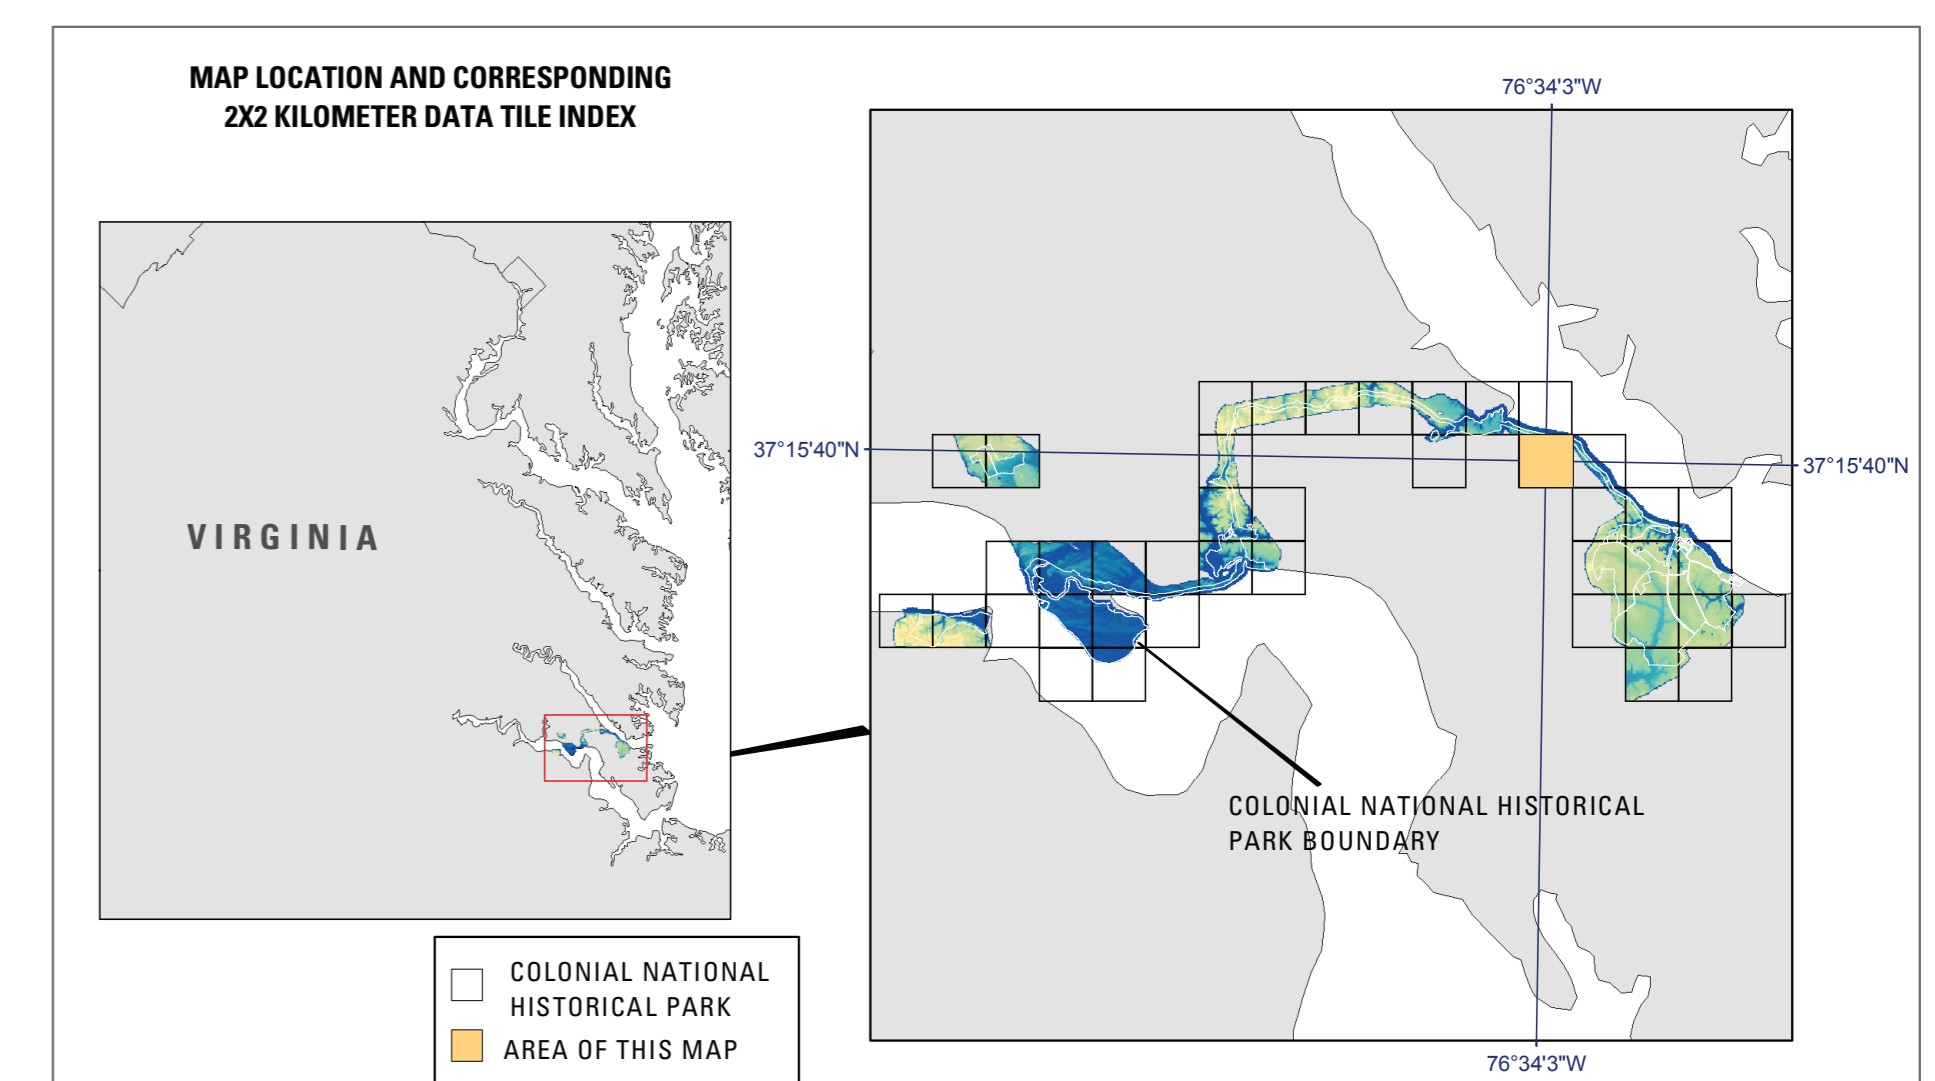 MAP LOCATION AND CORRESPONDING
2X2 KILOMETER DATA TILE INDEX
76°34'3"W
VIRGINIA
37°15'40"N
37°15'40"N
COLONIAL NATIONAL HISTORICAL
PARK BOUNDARY
76°34'3"W
COLONIAL NATIONAL
HISTORICAL PARK
AREA OF THIS MAP